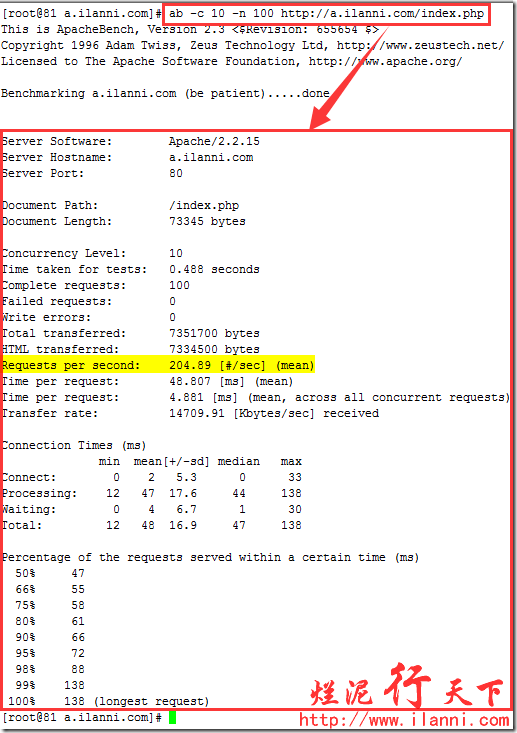 [root@81 a.ilanni.com]# ab -c 10 -n 100 http://a.ilanni.com/index.php
This is ApacheBench, Version 2.3 <$Revision: 655654 $>
Copyright 1996 Adam Twiss, Zeus Technology Ltd, http://www.zeustech.net/
Licensed to The Apache Software Foundation, http://www.apache.org/

Benchmarking a.ilanni.com (be patient).....done

Server Software:        Apache/2.2.15
Server Hostname:        a.ilanni.com
Server Port:            80

Document Path:          /index.php
Document Length:        73345 bytes

Concurrency Level:      10
Time taken for tests:   0.488 seconds
Complete requests:      100
Failed requests:        0
Write errors:           0
Total transferred:      7351700 bytes
HTML transferred:       7334500 bytes
Requests per second:    204.89 [#/sec] (mean)
Time per request:       48.807 [ms] (mean)
Time per request:       4.881 [ms] (mean, across all concurrent requests)
Transfer rate:          14709.91 [Kbytes/sec] received

Connection Times (ms)
              min  mean[+/-sd] median   max
Connect:        0    2   5.3      0      33
Processing:    12   47  17.6     44     138
Waiting:        0    4   6.7      1      30
Total:         12   48  16.9     47     138

Percentage of the requests served within a certain time (ms)
  50%     47
  66%     55
  75%     58
  80%     61
  90%     66
  95%     72
  98%     88
  99%    138
 100%    138 (longest request)
[root@81 a.ilanni.com]#
烂泥行天下
http://www.ilanni.com